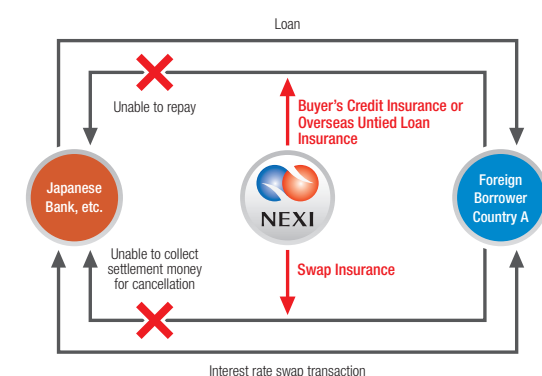 Loan
Unable to repay
Buyer's Credit Insurance or
Overseas Untied Loan
Insurance
Japanese
Bank, etc.
NEXI
Foreign
Borrower
Country A
Unable to collect
settlement money
for cancellation
Swap Insurance
Interest rate swap transaction